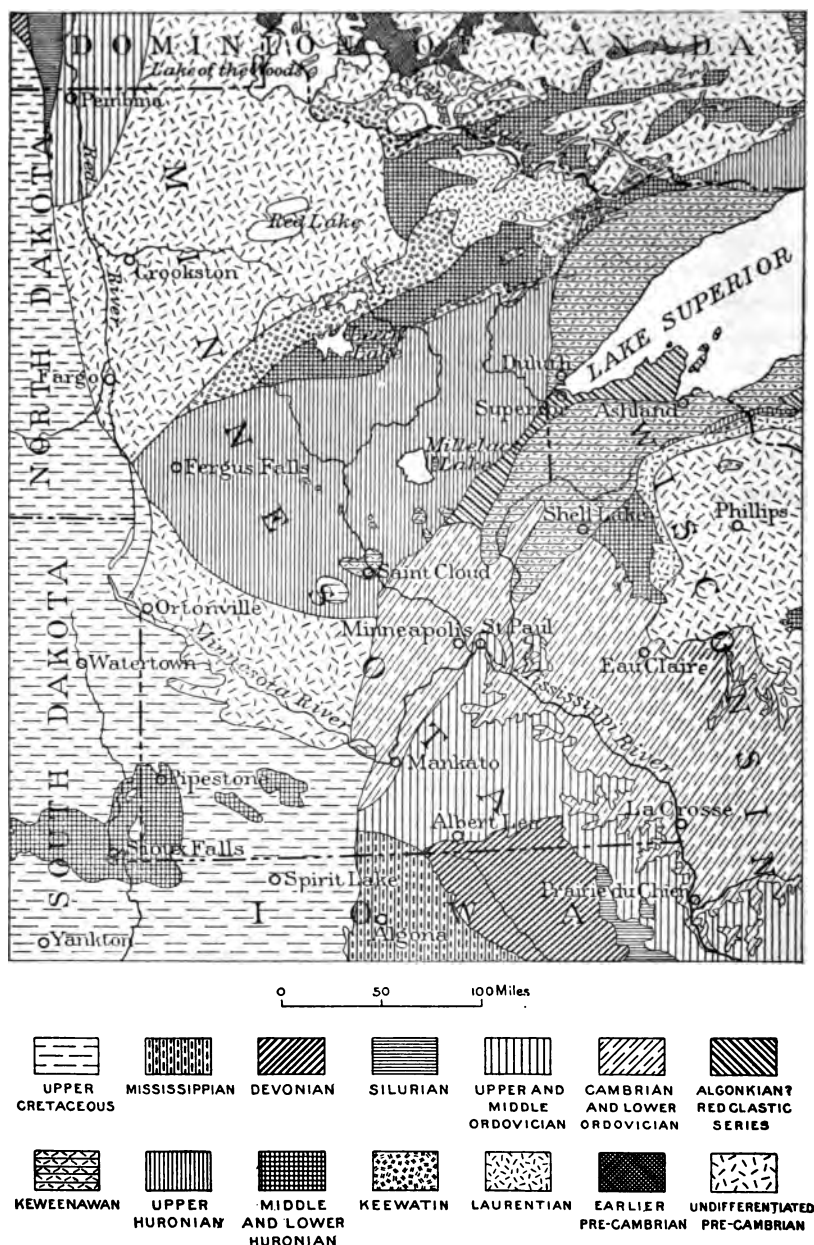 DOMINION OF CANADA
Lake of the Woods
Pembina
Red
River
Red Lake
Crookston
NORTH DAKOTA
MINNESOTA
LAKE SUPERIOR
Fargo
Lake
Duluth
Superior
Ashland
Fergus Falls
Millelac
Lake
WISCONSIN
Shell Lake
Phillips
Saint Cloud
Ortonville
Minneapolis
St. Paul
SOUTH DAKOTA
Watertown
Minnesota River
Eau Claire
Mississippi River
Mankato
Pipestone
La Crosse
Albert Lea
Sioux Falls
Spirit Lake
Prairie du Chien
IOWA
Algona
Yankton
0 50 100 Miles
UPPER
CRETACEOUS
MISSISSIPPIAN
DEVONIAN
SILURIAN
UPPER AND
MIDDLE
ORDOVICIAN
CAMBRIAN
AND LOWER
ORDOVICIAN
ALGONKIAN?
RED CLASTIC
SERIES
KEWEENAWAN
UPPER
HURONIAN
MIDDLE
AND LOWER
HURONIAN
KEEWATIN
LAURENTIAN
EARLIER
PRE-CAMBRIAN
UNDIFFERENTIATED
PRE-CAMBRIAN